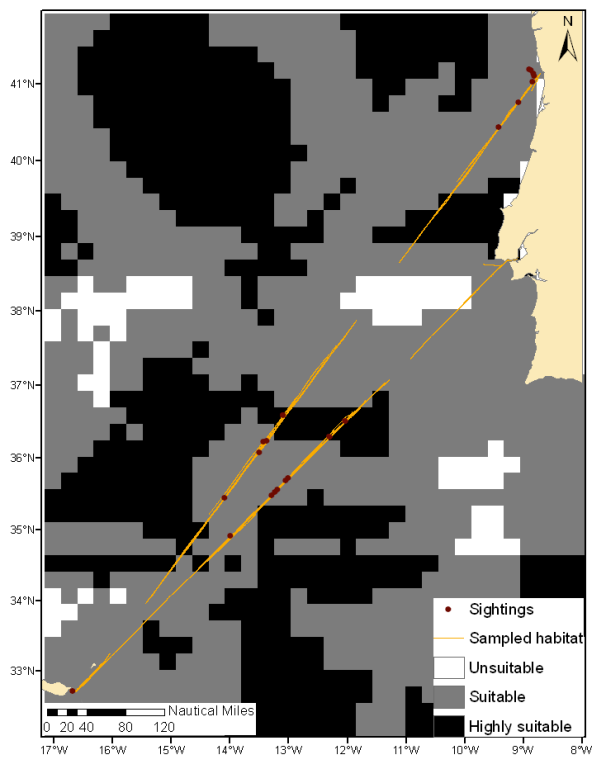 N
41°N
40°N
39°N
38°N
37°N
36°N
35°N
34°N
33°N
Sightings
Sampled habitat
Unsuitable
Suitable
Highly suitable
Nautical Miles
0 20 40 80 120
17°W 16°W 15°W 14°W 13°W 12°W 11°W 10°W 9°W 8°W